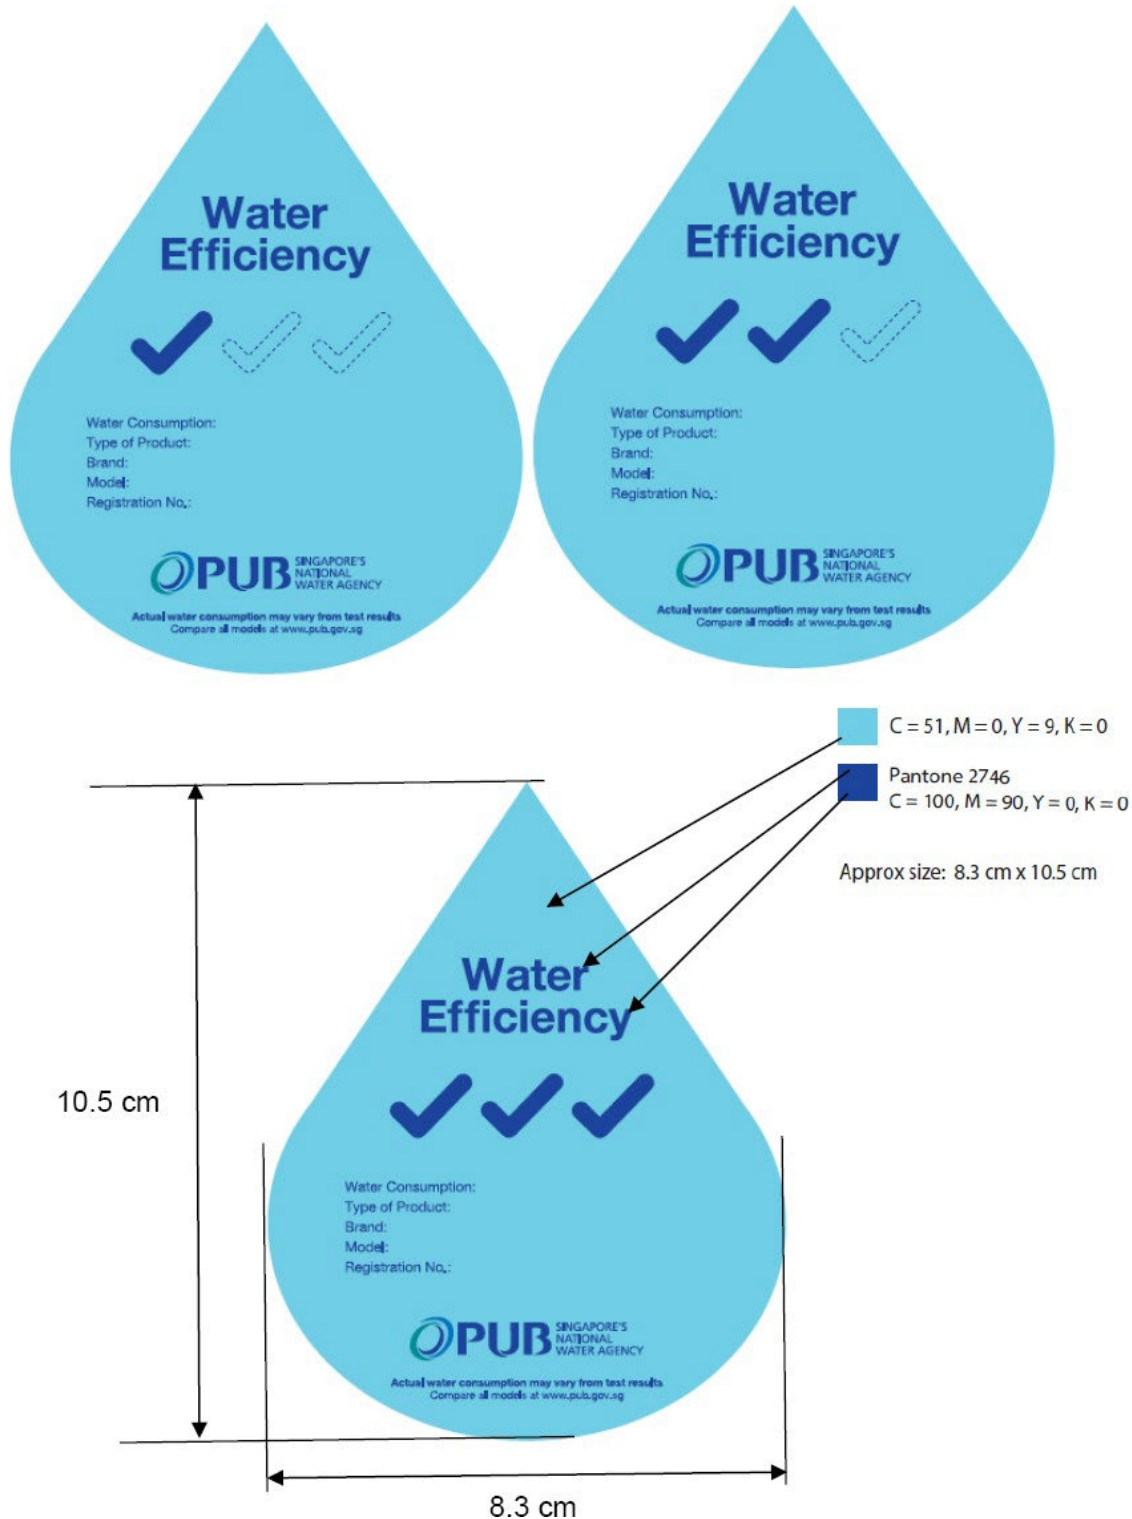 Water
Efficiency
Water Consumption:
Type of Product:
Brand:
Model:
Registration No.:
PUB SINGAPORE'S
NATIONAL
WATER AGENCY
Actual water consumption may vary from test results
Compare all models at www.pub.gov.sg
Water
Efficiency
Water Consumption:
Type of Product:
Brand:
Model:
Registration No.:
PUB SINGAPORE'S
NATIONAL
WATER AGENCY
Actual water consumption may vary from test results
Compare all models at www.pub.gov.sg
C = 51, M = 0, Y = 9, K = 0
Pantone 2746
C = 100, M = 90, Y = 0, K = 0
Approx size: 8.3 cm x 10.5 cm
10.5 cm
Water
Efficiency
Water Consumption:
Type of Product:
Brand:
Model:
Registration No.:
PUB SINGAPORE'S
NATIONAL
WATER AGENCY
Actual water consumption may vary from test results
Compare all models at www.pub.gov.sg
8.3 cm